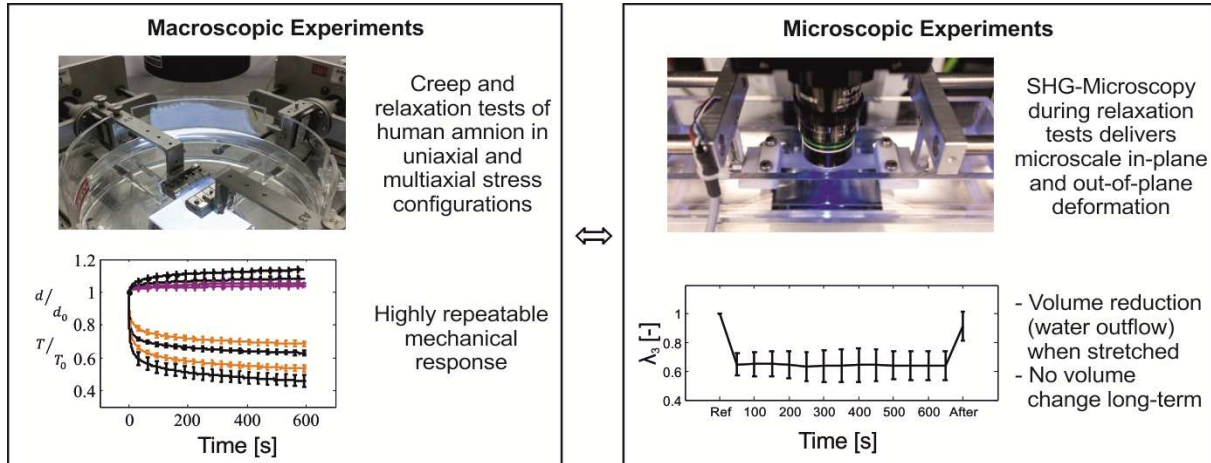 Macroscopic Experiments
Creep and
relaxation tests of
human amnion in
uniaxial and
multiaxial stress
configurations
1.2
1
0.8
0.6
0.4
d/d₀
T/T₀
0 200 400 600
Time [s]
Highly repeatable
mechanical
response
⇔
Microscopic Experiments
SHG-Microscopy
during relaxation
tests delivers
microscale in-plane
and out-of-plane
deformation
1
0.8
0.6
0.4
λ₃ [-]
Ref 100 200 300 400 500 600 After
Time [s]
- Volume reduction
(water outflow)
when stretched
- No volume
change long-term